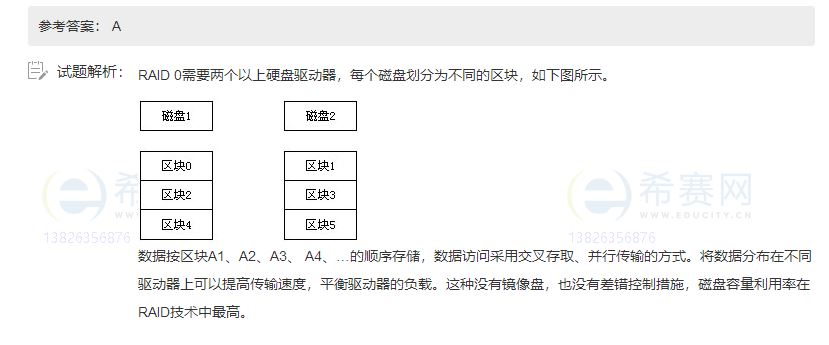 参考答案： A
试题解析： RAID 0需要两个以上硬盘驱动器，每个磁盘划分为不同的区块，如下图所示。
磁盘1 磁盘2
区块0 区块1
区块2 区块3
区块4 区块5
希赛网
WWW.EDUCITY.CN
13826356876 13826356876
数据按区块A1、A2、A3、 A4、…的顺序存储，数据访问采用交叉存取、并行传输的方式。将数据分布在不同
驱动器上可以提高传输速度，平衡驱动器的负载。这种没有镜像盘，也没有差错控制措施，磁盘容量利用率在
RAID技术中最高。